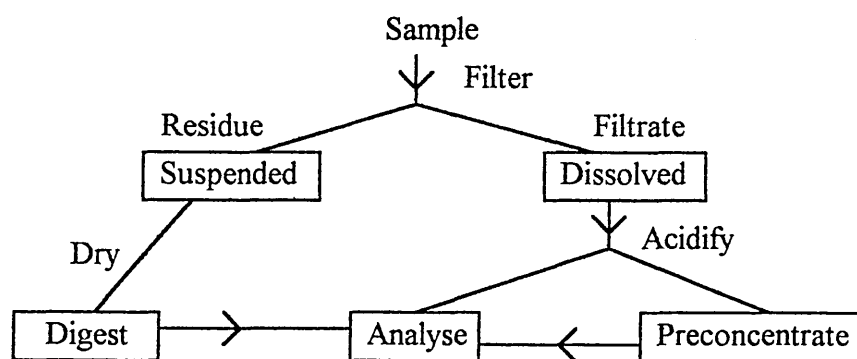 Sample
Filter
Residue
Filtrate
Suspended
Dissolved
Dry
Acidify
Digest
Analyse
Preconcentrate